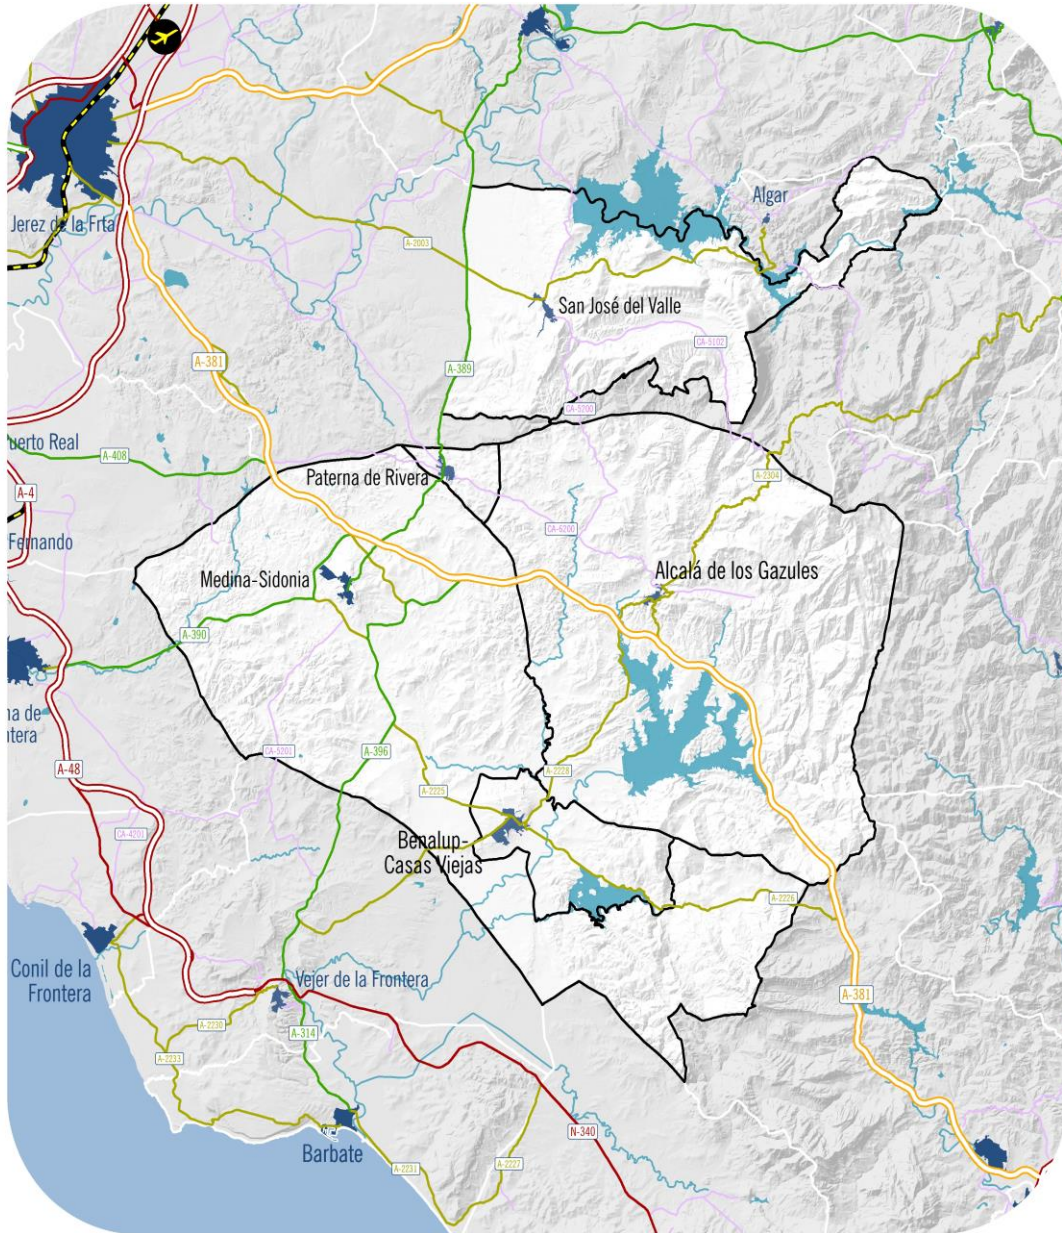 Algar
Jerez de la Frta
A-2003
San José del Valle
CA-5102
A-381
A-389
CA-5200
uerto Real
A-408
Paterna de Rivera
A-2304
A-4
CA-6200
Fernando
Medina-Sidonia
Alcalá de los Gazules
A-390
na de
ntera
A-48
CA-5201
A-396
A-2228
A-2225
CA-4201
Benalup-
Casas Viejas
A-2226
Conil de la
Frontera
Vejer de la Frontera
A-381
A-2230
A-314
A-2233
N-340
Barbate
A-2231
A-2227